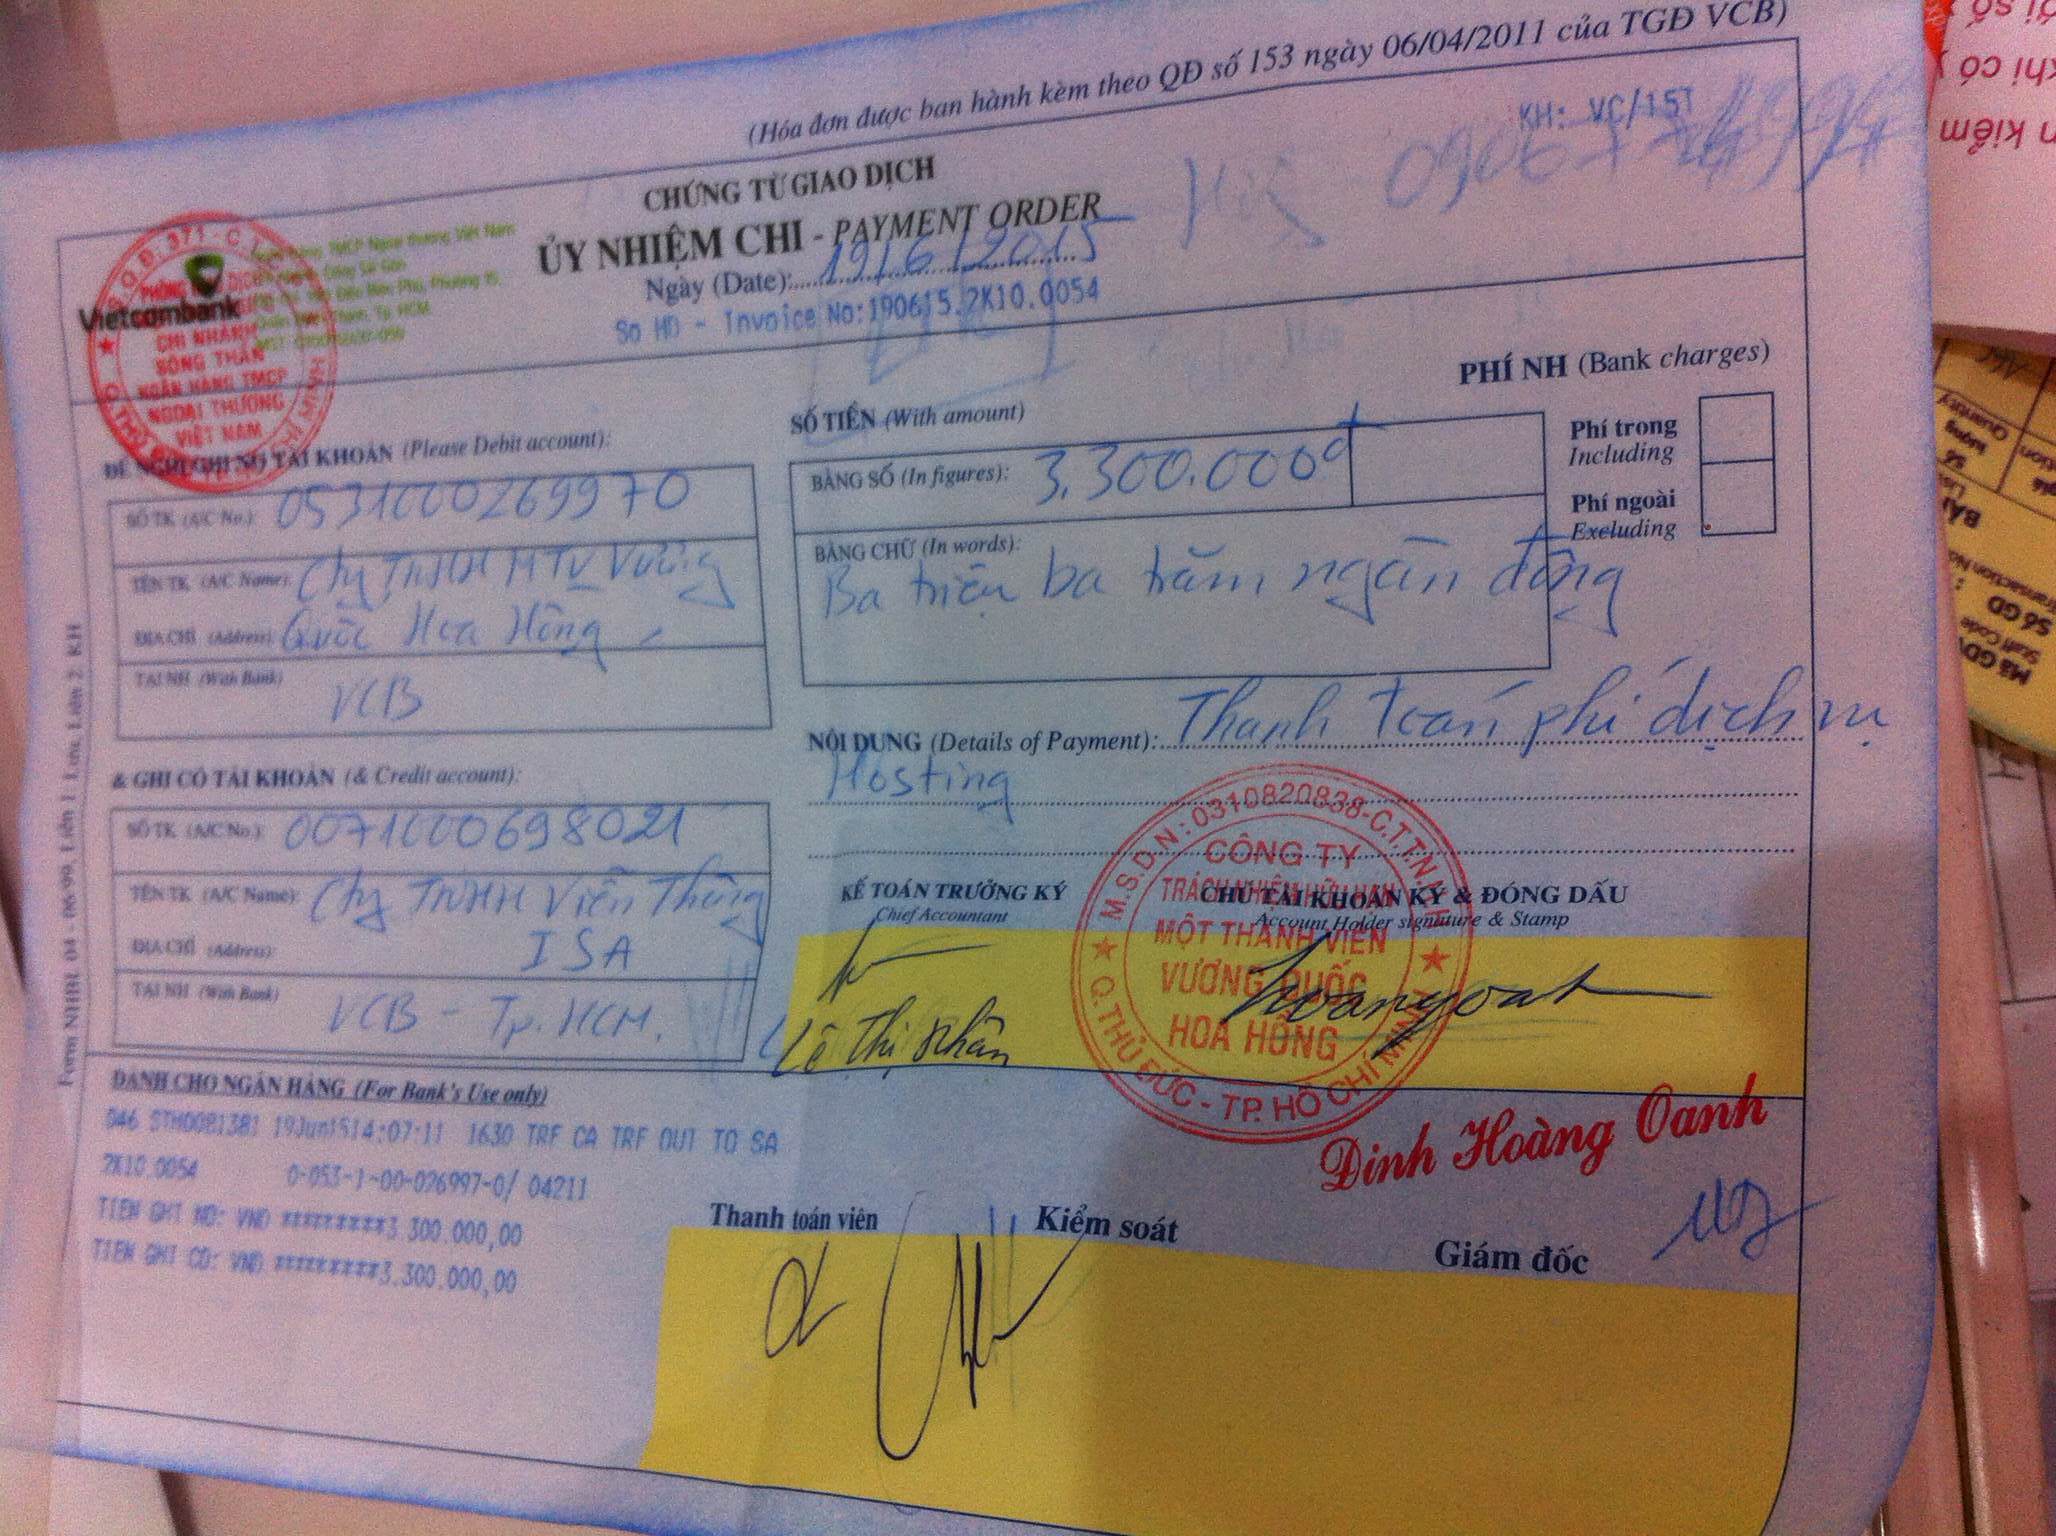 (Hóa đơn được ban hành kèm theo QĐ số 153 ngày 06/04/2011 của TGĐ VCB)
KH: VC/15T
CHỨNG TỪ GIAO DỊCH
ỦY NHIỆM CHI - PAYMENT ORDER
Ngày (Date): 19/6/2015
So HD - Invoice No:190615.2K10.0054
Vietcombank
CHI NHÁNH
SÓNG THẦN
NGÂN HÀNG TMCP
NGOẠI THƯƠNG
VIỆT NAM
PHÍ NH (Bank charges)
Phí trong
Including
Phí ngoài
Excluding
ĐỀ NGHỊ GHI NỢ TÀI KHOẢN (Please Debit account):
SỐ TK (A/C No.): 0531000269970
TÊN TK (A/C Name): Cty TNHH MTV Vương
ĐỊA CHỈ (Address): Quốc Hoa Hồng
TẠI NH (With Bank) VCB
SỐ TIỀN (With amount)
BẰNG SỐ (In figures): 3.300.000đ
BẰNG CHỮ (In words):
Ba triệu ba trăm ngàn đồng
& GHI CÓ TÀI KHOẢN (& Credit account):
SỐ TK (A/C No.): 0071000698021
TÊN TK (A/C Name): Cty TNHH Viễn Thông
ĐỊA CHỈ (Address): ISA
TẠI NH (With Bank) VCB - Tp. HCM.
NỘI DUNG (Details of Payment): Thanh toán phí dịch vụ
Hosting
KẾ TOÁN TRƯỞNG KÝ
Chief Accountant
CHỦ TÀI KHOẢN KÝ & ĐÓNG DẤU
Account Holder signature & Stamp
Lê Thị Nhân
M.S.D.N: 0310820838-C.T.T.N.H.H
CÔNG TY
TRÁCH NHIỆM HỮU HẠN
MỘT THÀNH VIÊN
VƯƠNG QUỐC
HOA HỒNG
Q.THỦ ĐỨC - TP. HỒ CHÍ MINH
Đinh Hoàng Oanh
DÀNH CHO NGÂN HÀNG (For Bank's Use only)
046 STH0081381 19Jun1514:07:11 1630 TRF CA TRF OUT TO SA
2K10.0054 0-053-1-00-026997-0/ 04211
TIEN GHI NO: VND *********3.300.000,00
TIEN GHI CO: VND *********3.300.000,00
Thanh toán viên
Kiểm soát
Giám đốc